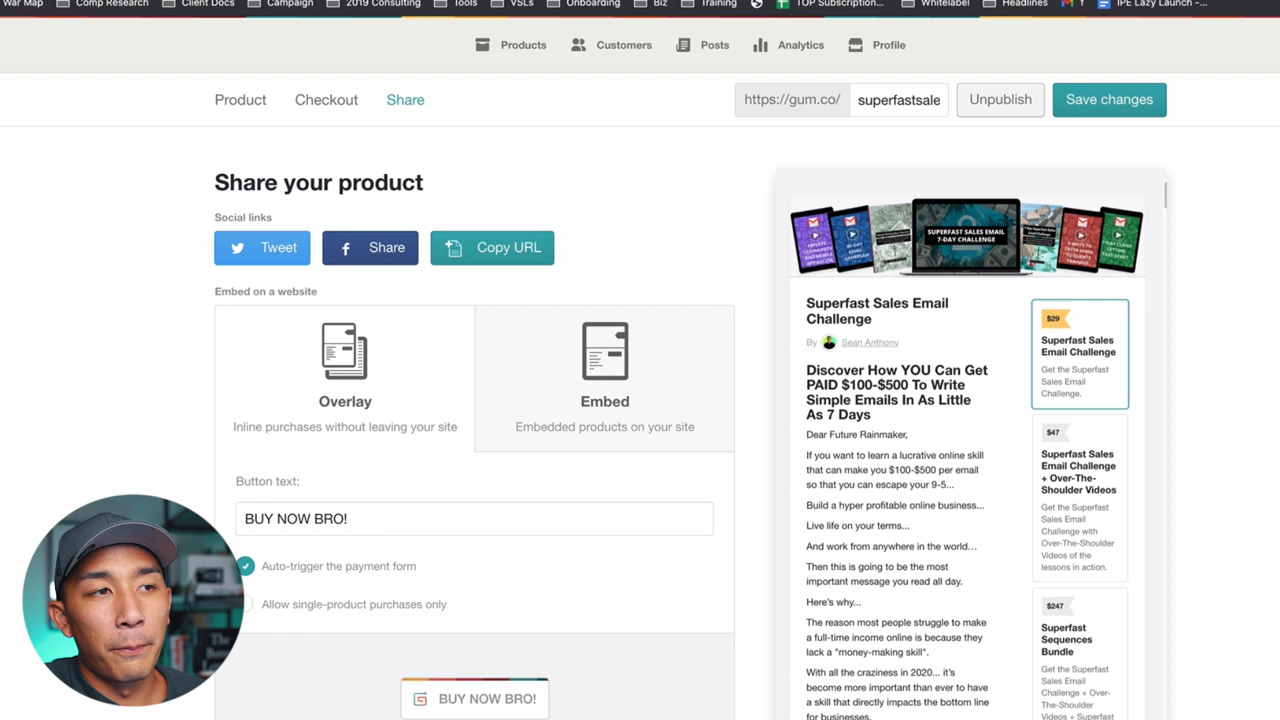 War Map Comp Research Client Docs Campaign 2019 Consulting Tools VSLs Onboarding Biz Training TOP Subscription... Whitelabel Headlines IPE Lazy Launch -...
Products Customers Posts Analytics Profile
Product Checkout Share
https://gum.co/ superfastsale Unpublish Save changes
Share your product
Social links
Tweet Share Copy URL
Embed on a website
Overlay
Inline purchases without leaving your site
Embed
Embedded products on your site
Button text:
BUY NOW BRO!
Auto-trigger the payment form
Allow single-product purchases only
BUY NOW BRO!
SUPERFAST SALES EMAIL
7-DAY CHALLENGE
Superfast Sales Email
Challenge
By Sean Anthony
Discover How YOU Can Get
PAID $100-$500 To Write
Simple Emails In As Little
As 7 Days
Dear Future Rainmaker,
If you want to learn a lucrative online skill
that can make you $100-$500 per email
so that you can escape your 9-5...
Build a hyper profitable online business...
Live life on your terms...
And work from anywhere in the world...
Then this is going to be the most
important message you read all day.
Here's why...
The reason most people struggle to make
a full-time income online is because they
lack a "money-making skill".
With all the craziness in 2020... it's
become more important than ever to have
a skill that directly impacts the bottom line
for businesses.
$29
Superfast Sales
Email Challenge
Get the Superfast
Sales Email
Challenge.
$47
Superfast Sales
Email Challenge
+ Over-The-
Shoulder Videos
Get the Superfast
Sales Email
Challenge with
Over-The-Shoulder
Videos of the
lessons in action.
$247
Superfast
Sequences
Bundle
Get the Superfast
Sales Email
Challenge + Over-
The-Shoulder
Videos + Superfast